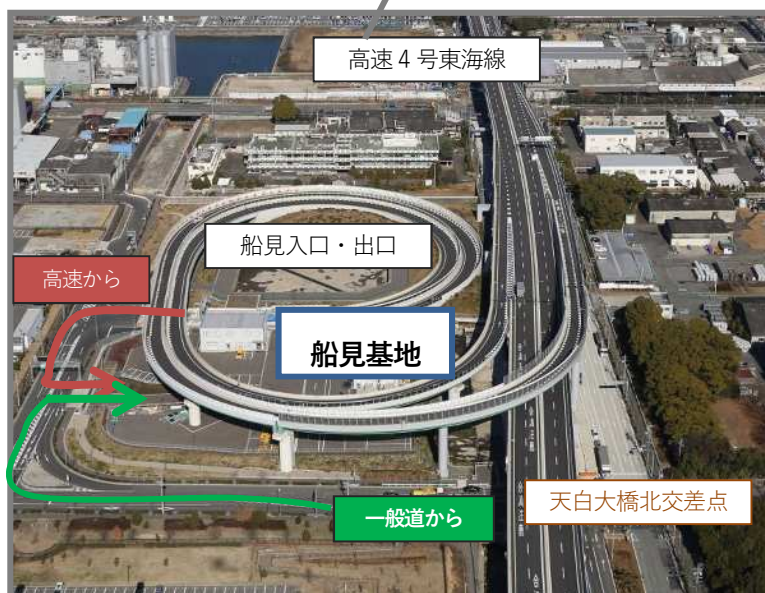 高速４号東海線
船見入口・出口
高速から
船見基地
一般道から
天白大橋北交差点